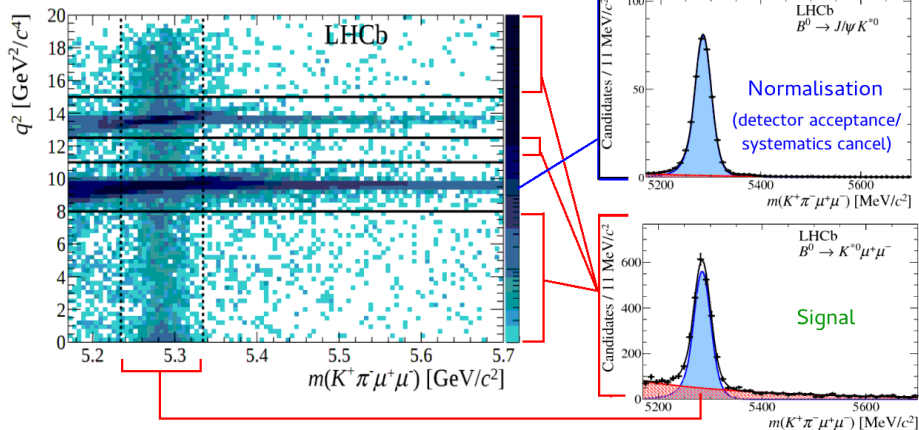 LHCb
q² [GeV²/c⁴]
20
18
16
14
12
10
8
6
4
2
0
5.2 5.3 5.4 5.5 5.6 5.7
m(K⁺π⁻μ⁺μ⁻) [GeV/c²]
LHCb
B⁰ → J/ψ K*⁰
Normalisation
(detector acceptance/
systematics cancel)
Candidates / 11 MeV/c²
100
50
0
5200 5400 5600
m(K⁺π⁻μ⁺μ⁻) [MeV/c²]
LHCb
B⁰ → K*⁰μ⁺μ⁻
Signal
Candidates / 11 MeV/c²
600
400
200
0
5200 5400 5600
m(K⁺π⁻μ⁺μ⁻) [MeV/c²]